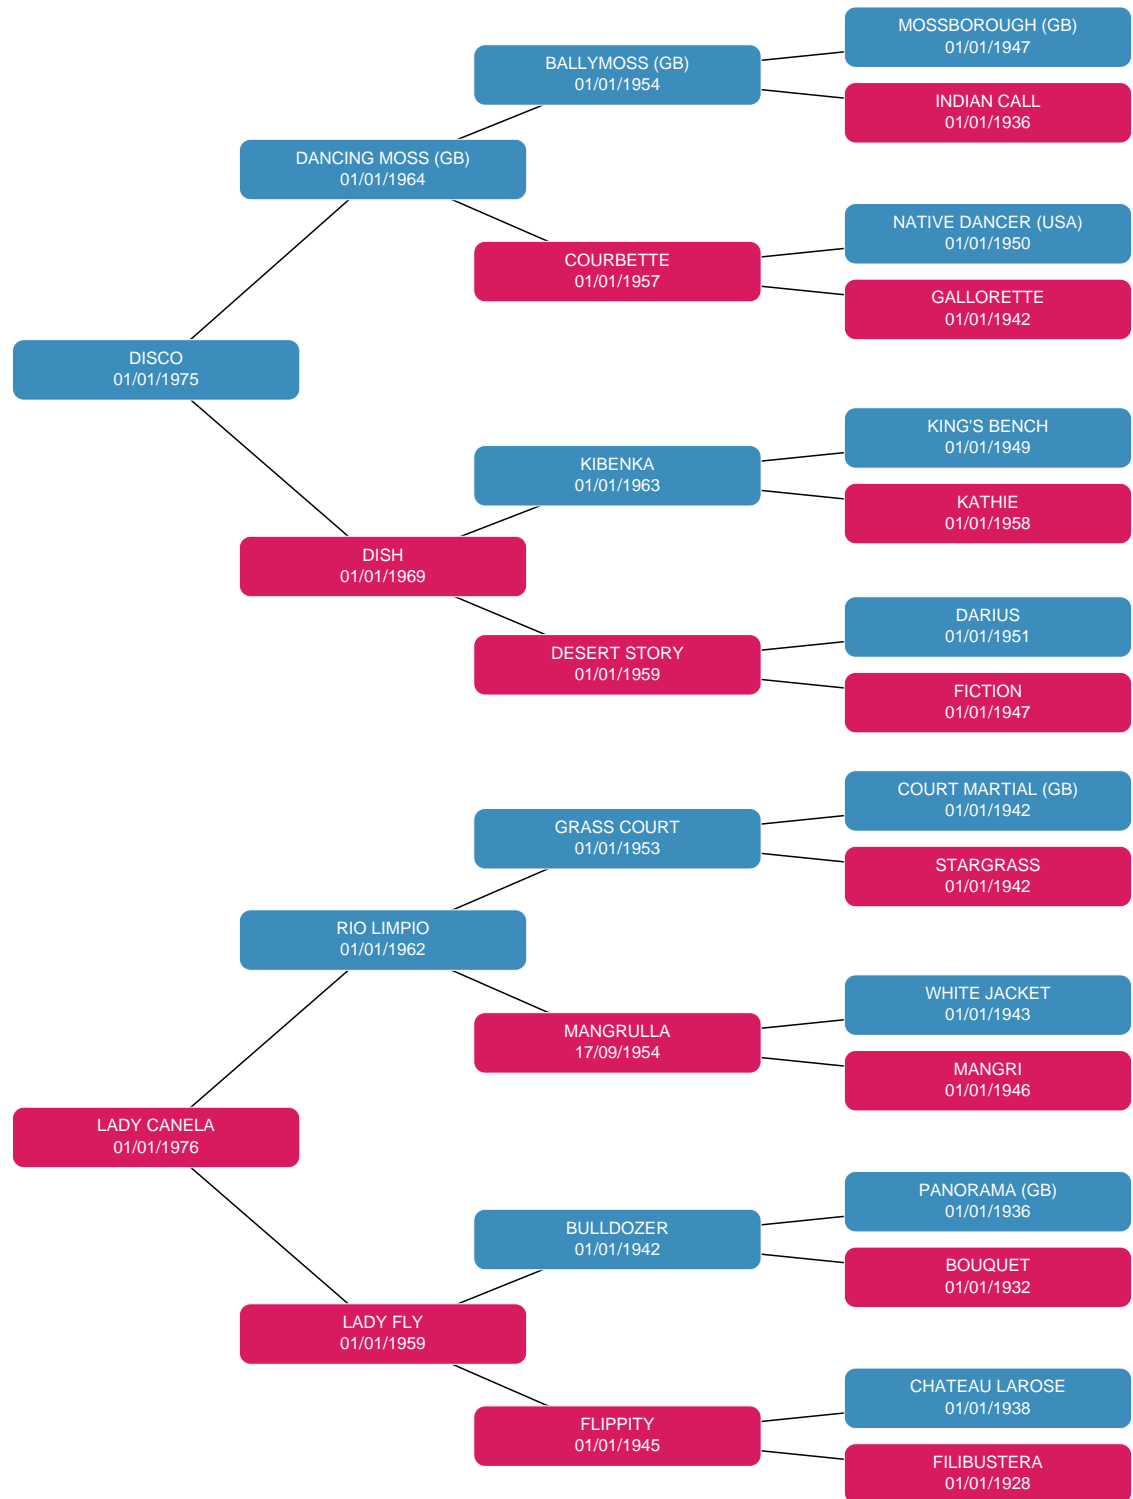 MOSSBOROUGH (GB)
01/01/1947
BALLYMOSS (GB)
01/01/1954
INDIAN CALL
01/01/1936
DANCING MOSS (GB)
01/01/1964
NATIVE DANCER (USA)
01/01/1950
COURBETTE
01/01/1957
GALLORETTE
01/01/1942
DISCO
01/01/1975
KING'S BENCH
01/01/1949
KIBENKA
01/01/1963
KATHIE
01/01/1958
DISH
01/01/1969
DARIUS
01/01/1951
DESERT STORY
01/01/1959
FICTION
01/01/1947
COURT MARTIAL (GB)
01/01/1942
GRASS COURT
01/01/1953
STARGRASS
01/01/1942
RIO LIMPIO
01/01/1962
WHITE JACKET
01/01/1943
MANGRULLA
17/09/1954
MANGRI
01/01/1946
LADY CANELA
01/01/1976
PANORAMA (GB)
01/01/1936
BULLDOZER
01/01/1942
BOUQUET
01/01/1932
LADY FLY
01/01/1959
CHATEAU LAROSE
01/01/1938
FLIPPITY
01/01/1945
FILIBUSTERA
01/01/1928